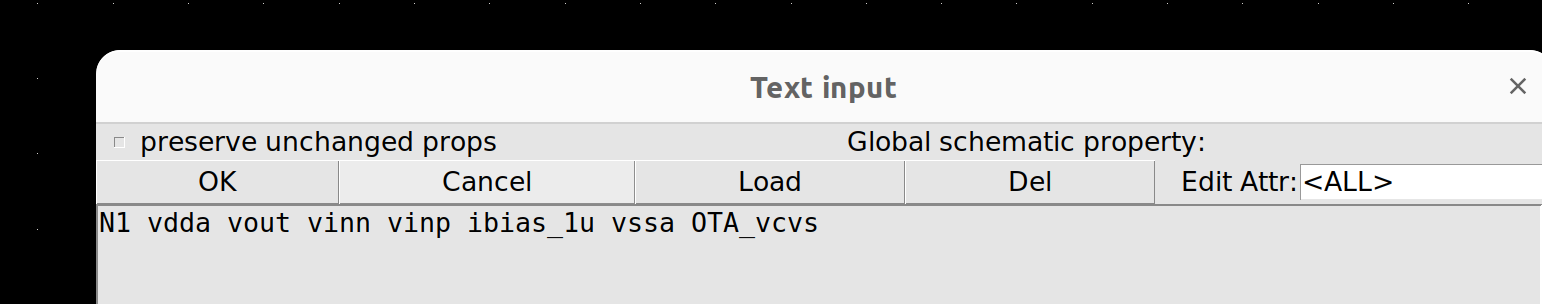 Text input
preserve unchanged props Global schematic property:
OK Cancel Load Del Edit Attr: <ALL>
N1 vdda vout vinn vinp ibias_1u vssa OTA_vcvs